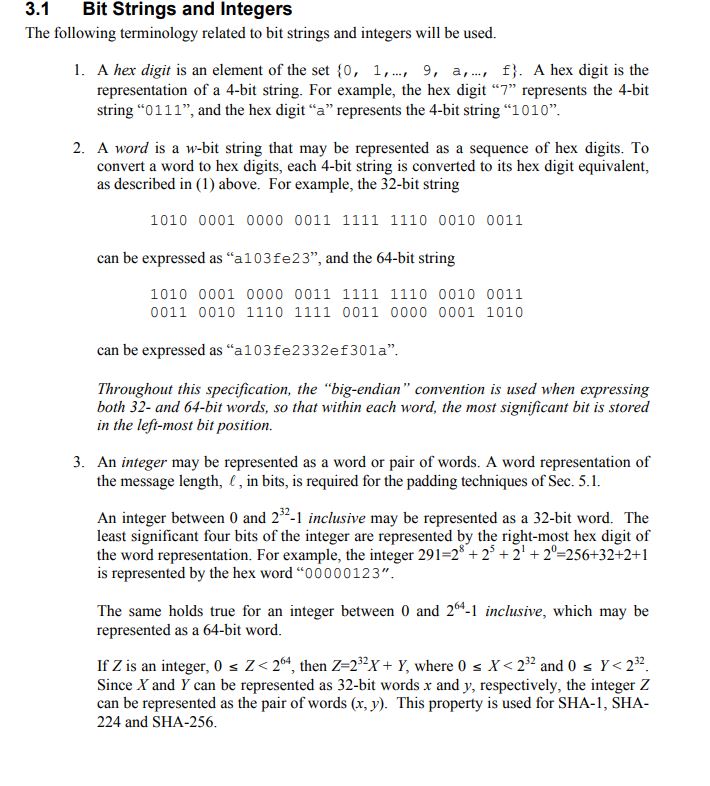 3.1 Bit Strings and Integers
The following terminology related to bit strings and integers will be used.
1. A hex digit is an element of the set {0, 1,…, 9, a,…, f}. A hex digit is the
representation of a 4-bit string. For example, the hex digit “7” represents the 4-bit
string “0111”, and the hex digit “a” represents the 4-bit string “1010”.
2. A word is a w-bit string that may be represented as a sequence of hex digits. To
convert a word to hex digits, each 4-bit string is converted to its hex digit equivalent,
as described in (1) above. For example, the 32-bit string
1010 0001 0000 0011 1111 1110 0010 0011
can be expressed as “a103fe23”, and the 64-bit string
1010 0001 0000 0011 1111 1110 0010 0011
0011 0010 1110 1111 0011 0000 0001 1010
can be expressed as “a103fe2332ef301a”.
Throughout this specification, the “big-endian” convention is used when expressing
both 32- and 64-bit words, so that within each word, the most significant bit is stored
in the left-most bit position.
3. An integer may be represented as a word or pair of words. A word representation of
the message length, ℓ, in bits, is required for the padding techniques of Sec. 5.1.
An integer between 0 and 2³²-1 inclusive may be represented as a 32-bit word. The
least significant four bits of the integer are represented by the right-most hex digit of
the word representation. For example, the integer 291=2⁸ + 2⁵ + 2¹ + 2⁰=256+32+2+1
is represented by the hex word “00000123”.
The same holds true for an integer between 0 and 2⁶⁴-1 inclusive, which may be
represented as a 64-bit word.
If Z is an integer, 0 ≤ Z < 2⁶⁴, then Z=2³²X + Y, where 0 ≤ X < 2³² and 0 ≤ Y < 2³².
Since X and Y can be represented as 32-bit words x and y, respectively, the integer Z
can be represented as the pair of words (x, y). This property is used for SHA-1, SHA-
224 and SHA-256.